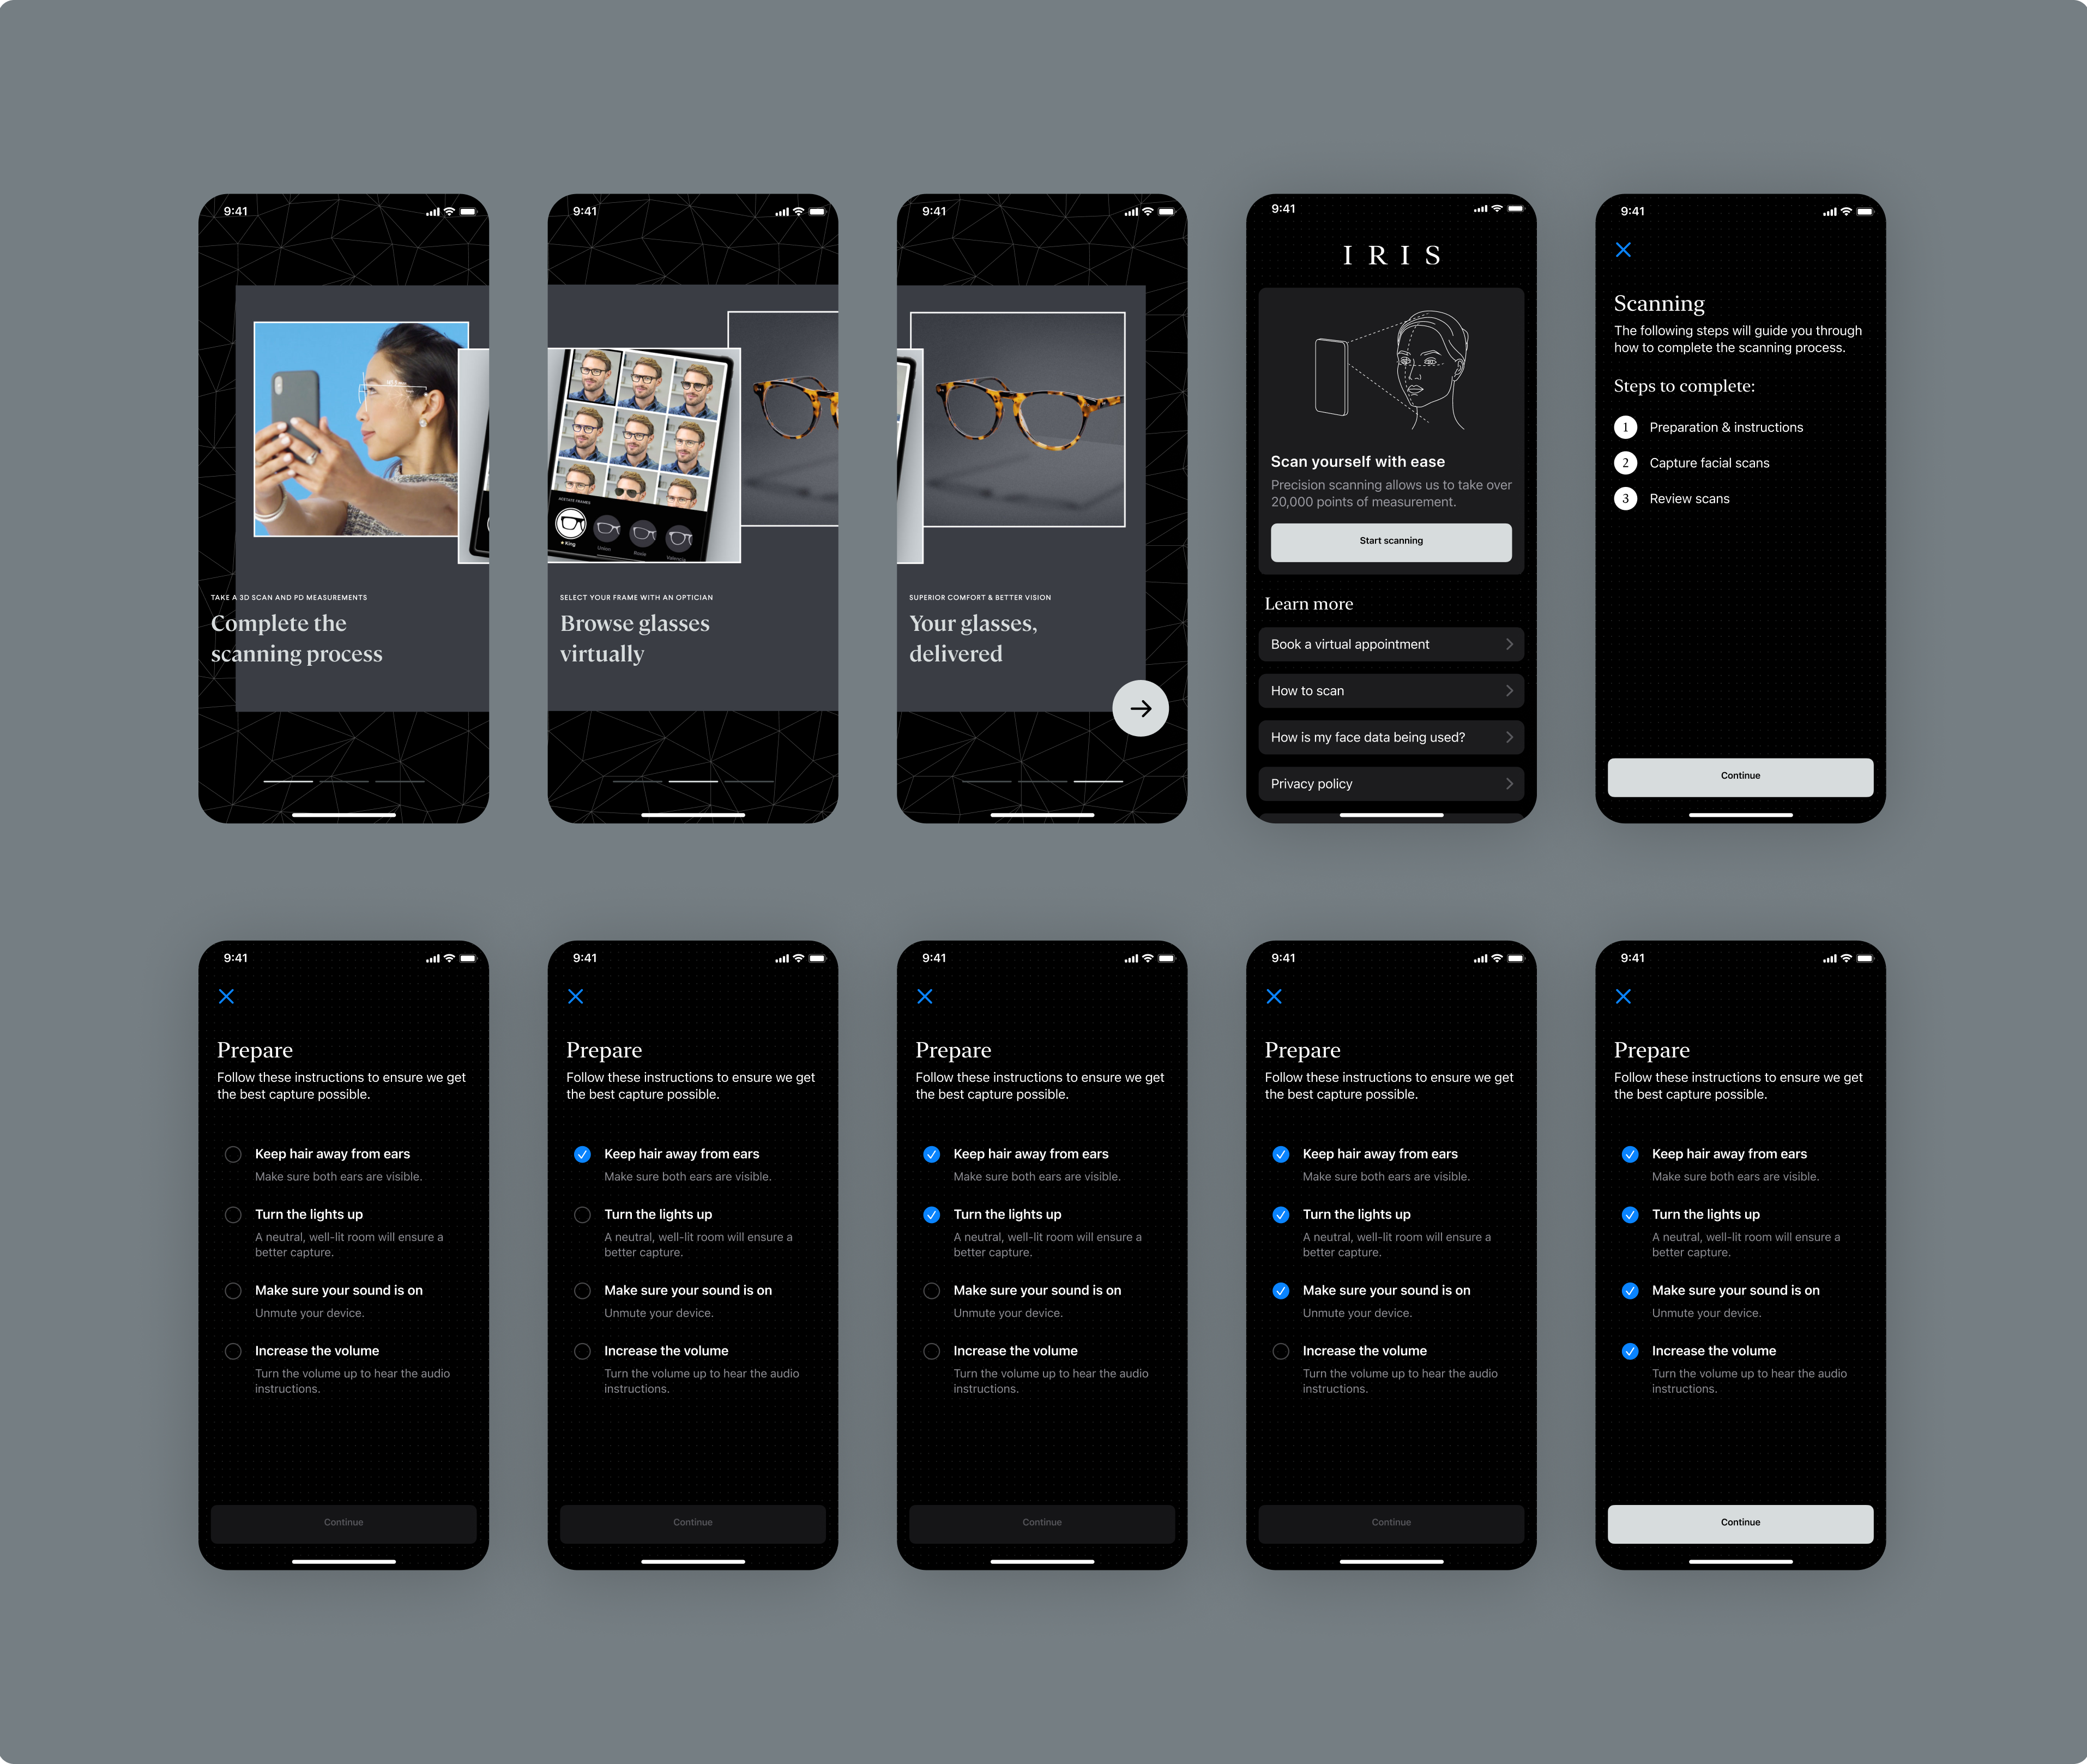 9:41
TAKE A 3D SCAN AND PD MEASUREMENTS
Complete the
scanning process
9:41
ACETATE FRAMES
King
Union
Rosie
Valencia
SELECT YOUR FRAME WITH AN OPTICIAN
Browse glasses
virtually
9:41
SUPERIOR COMFORT & BETTER VISION
Your glasses,
delivered
9:41
IRIS
Scan yourself with ease
Precision scanning allows us to take over
20,000 points of measurement.
Start scanning
Learn more
Book a virtual appointment
How to scan
How is my face data being used?
Privacy policy
9:41
Scanning
The following steps will guide you through
how to complete the scanning process.
Steps to complete:
1 Preparation & instructions
2 Capture facial scans
3 Review scans
Continue
9:41
Prepare
Follow these instructions to ensure we get
the best capture possible.
Keep hair away from ears
Make sure both ears are visible.
Turn the lights up
A neutral, well-lit room will ensure a
better capture.
Make sure your sound is on
Unmute your device.
Increase the volume
Turn the volume up to hear the audio
instructions.
Continue
9:41
Prepare
Follow these instructions to ensure we get
the best capture possible.
Keep hair away from ears
Make sure both ears are visible.
Turn the lights up
A neutral, well-lit room will ensure a
better capture.
Make sure your sound is on
Unmute your device.
Increase the volume
Turn the volume up to hear the audio
instructions.
Continue
9:41
Prepare
Follow these instructions to ensure we get
the best capture possible.
Keep hair away from ears
Make sure both ears are visible.
Turn the lights up
A neutral, well-lit room will ensure a
better capture.
Make sure your sound is on
Unmute your device.
Increase the volume
Turn the volume up to hear the audio
instructions.
Continue
9:41
Prepare
Follow these instructions to ensure we get
the best capture possible.
Keep hair away from ears
Make sure both ears are visible.
Turn the lights up
A neutral, well-lit room will ensure a
better capture.
Make sure your sound is on
Unmute your device.
Increase the volume
Turn the volume up to hear the audio
instructions.
Continue
9:41
Prepare
Follow these instructions to ensure we get
the best capture possible.
Keep hair away from ears
Make sure both ears are visible.
Turn the lights up
A neutral, well-lit room will ensure a
better capture.
Make sure your sound is on
Unmute your device.
Increase the volume
Turn the volume up to hear the audio
instructions.
Continue